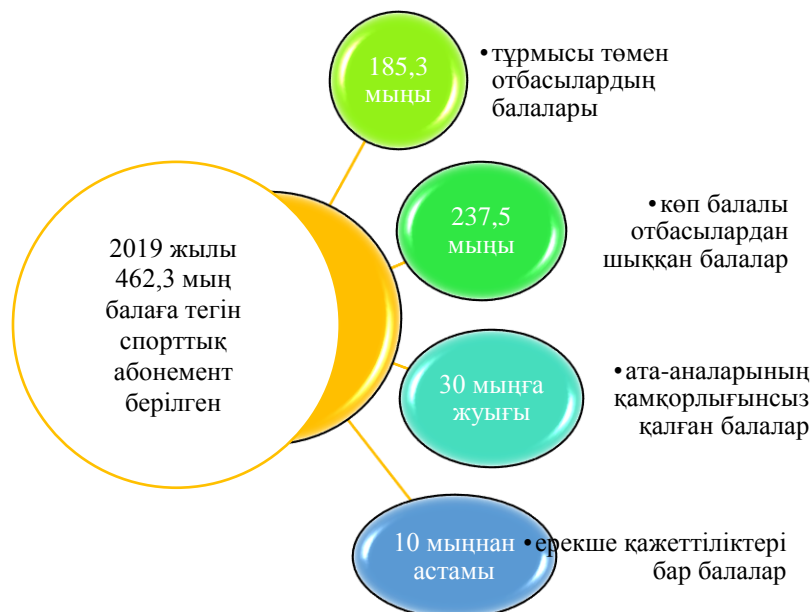 2019 жылы
462,3 мың
балаға тегін
спорттық
абонемент
берілген
185,3
мыңы
•тұрмысы төмен
отбасылардың
балалары
237,5
мыңы
•көп балалы
отбасылардан
шыққан балалар
30 мыңға
жуығы
•ата-аналарының
қамқорлығынсыз
қалған балалар
10 мыңнан
астамы
•ерекше қажеттіліктері
бар балалар